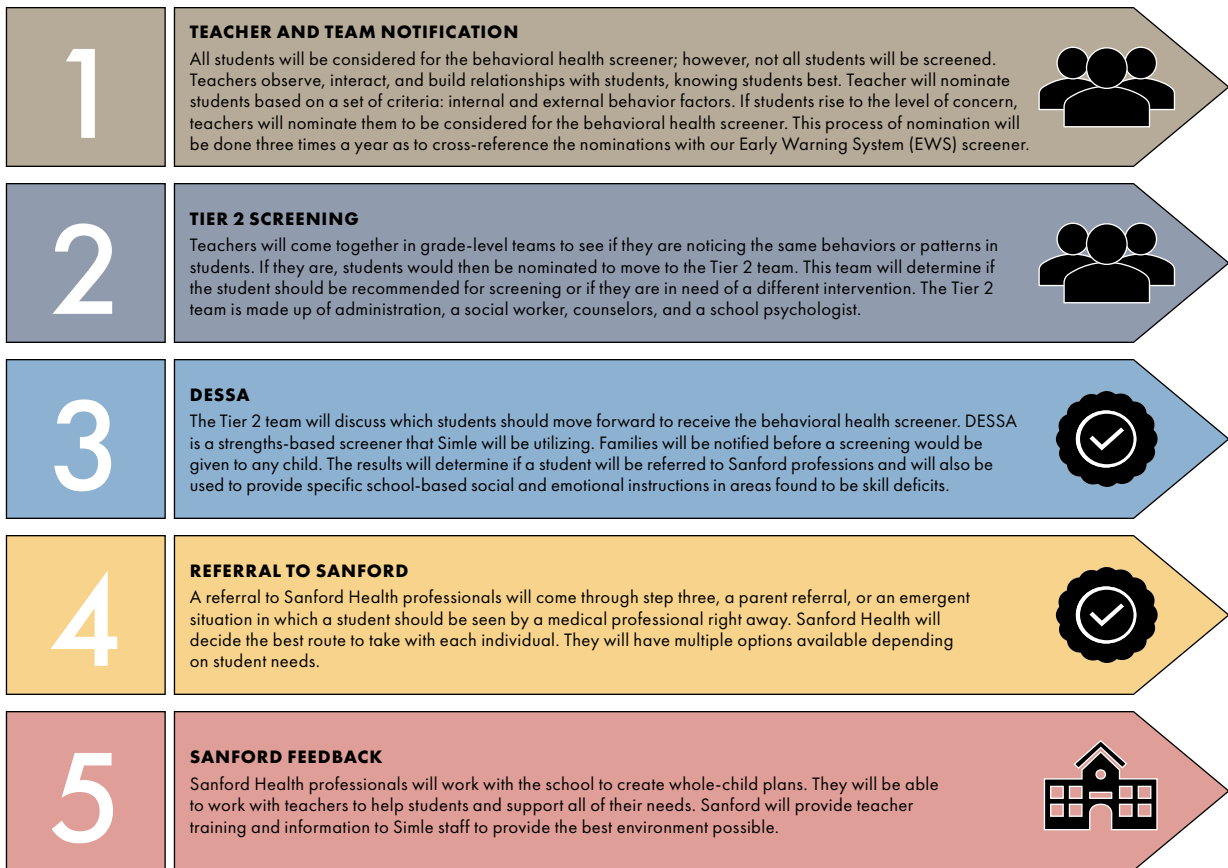 1
TEACHER AND TEAM NOTIFICATION
All students will be considered for the behavioral health screener; however, not all students will be screened.
Teachers observe, interact, and build relationships with students, knowing students best. Teacher will nominate
students based on a set of criteria: internal and external behavior factors. If students rise to the level of concern,
teachers will nominate them to be considered for the behavioral health screener. This process of nomination will
be done three times a year as to cross-reference the nominations with our Early Warning System (EWS) screener.
2
TIER 2 SCREENING
Teachers will come together in grade-level teams to see if they are noticing the same behaviors or patterns in
students. If they are, students would then be nominated to move to the Tier 2 team. This team will determine if
the student should be recommended for screening or if they are in need of a different intervention. The Tier 2
team is made up of administration, a social worker, counselors, and a school psychologist.
3
DESSA
The Tier 2 team will discuss which students should move forward to receive the behavioral health screener. DESSA
is a strengths-based screener that Simle will be utilizing. Families will be notified before a screening would be
given to any child. The results will determine if a student will be referred to Sanford professions and will also be
used to provide specific school-based social and emotional instructions in areas found to be skill deficits.
4
REFERRAL TO SANFORD
A referral to Sanford Health professionals will come through step three, a parent referral, or an emergent
situation in which a student should be seen by a medical professional right away. Sanford Health will
decide the best route to take with each individual. They will have multiple options available depending
on student needs.
5
SANFORD FEEDBACK
Sanford Health professionals will work with the school to create whole-child plans. They will be able
to work with teachers to help students and support all of their needs. Sanford will provide teacher
training and information to Simle staff to provide the best environment possible.